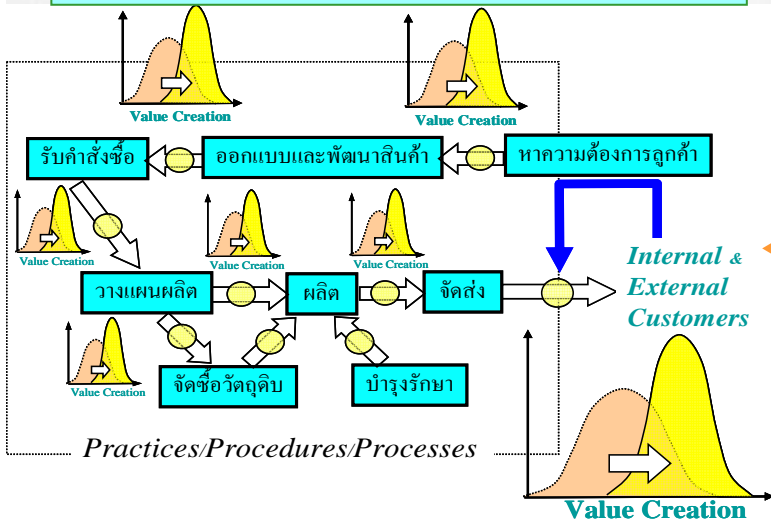 Value Creation
Value Creation
รับคำสั่งซื้อ
ออกแบบและพัฒนาสินค้า
หาความต้องการลูกค้า
Value Creation
Value Creation
Value Creation
Internal &
External
Customers
วางแผนผลิต
ผลิต
จัดส่ง
Value Creation
จัดซื้อวัตถุดิบ
บำรุงรักษา
Practices/Procedures/Processes
Value Creation